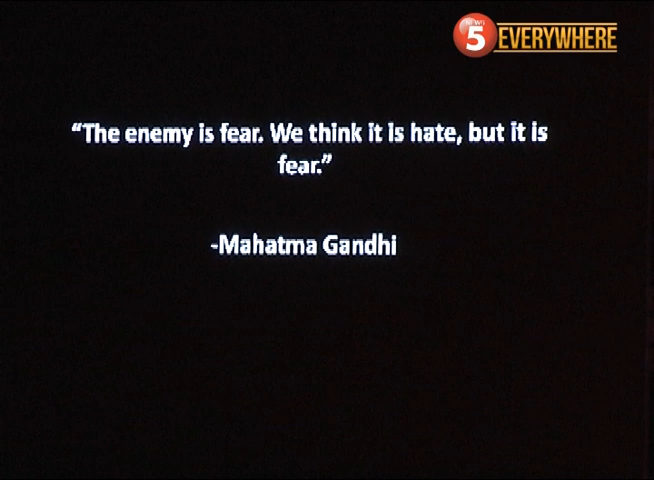 NEWS
5 EVERYWHERE
“The enemy is fear. We think it is hate, but it is
fear.”
-Mahatma Gandhi